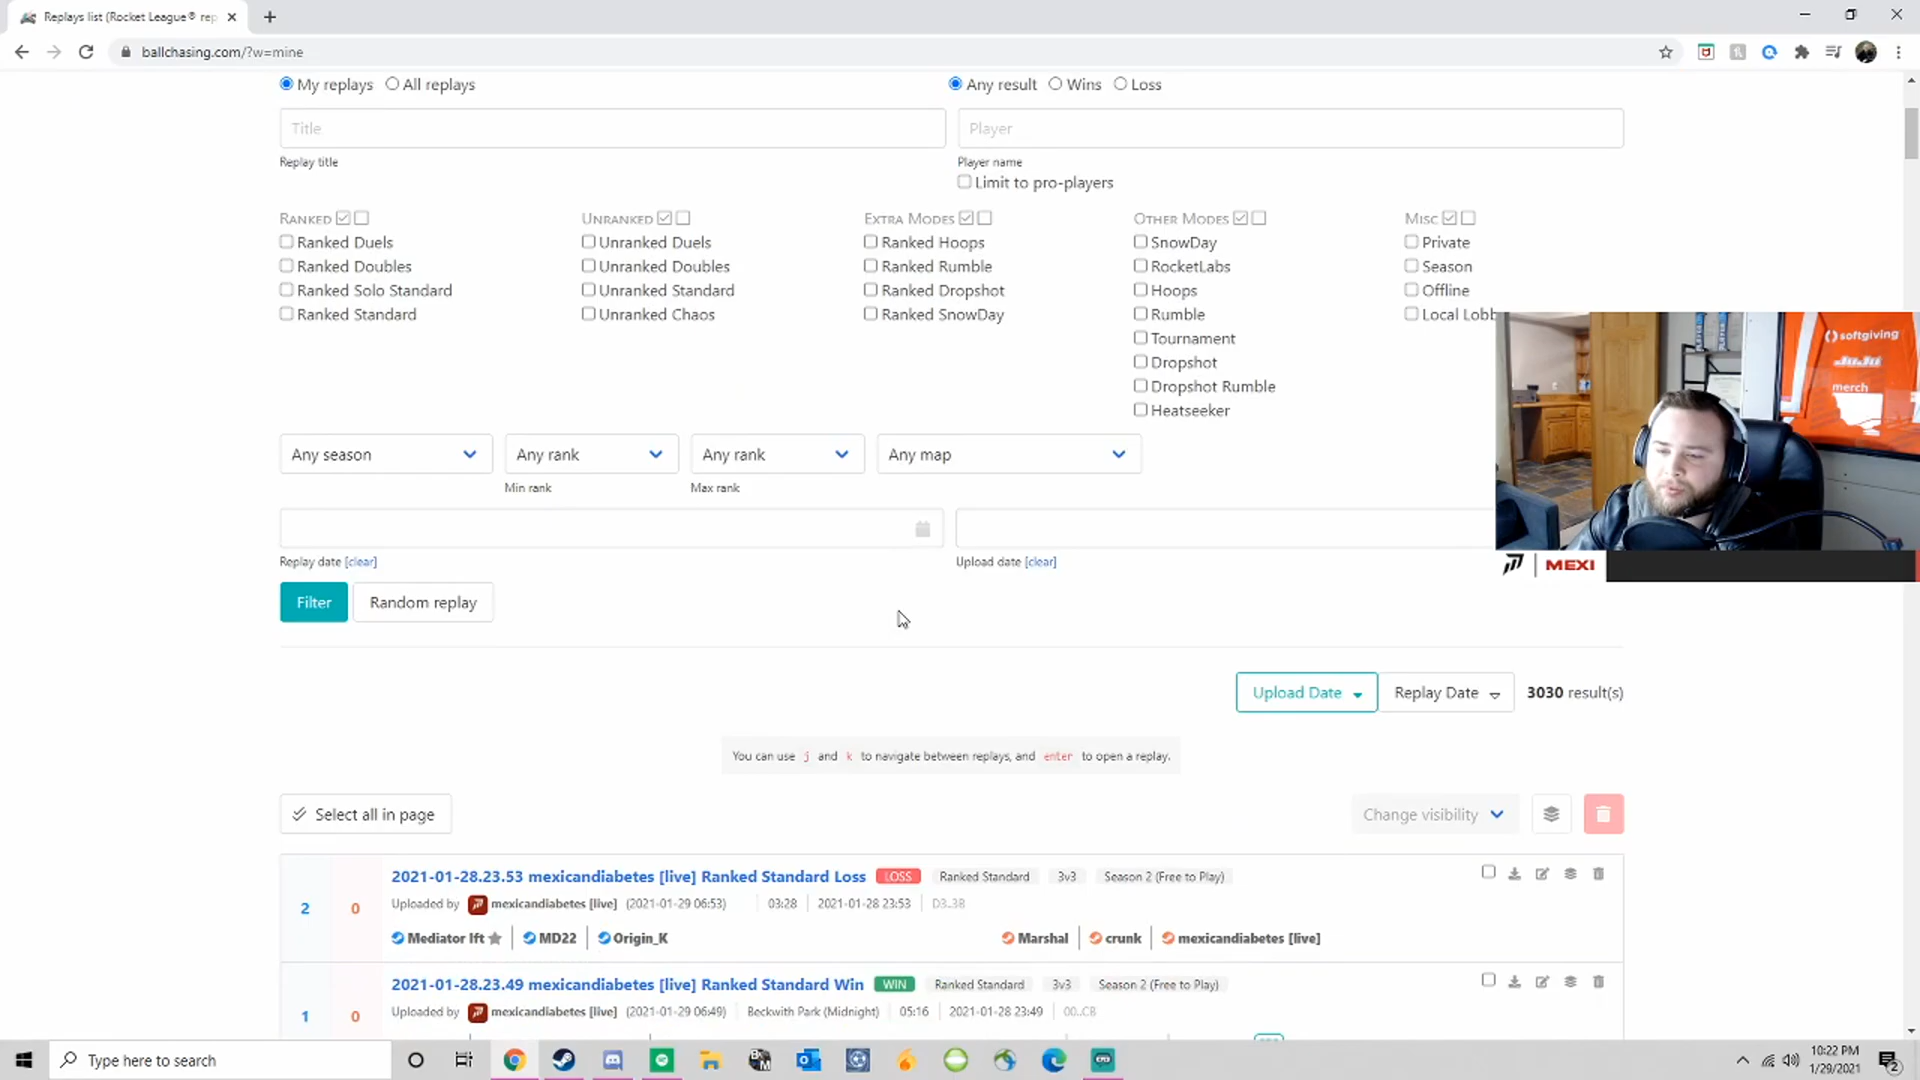 Replays list (Rocket League® rep
ballchasing.com/?w=mine
My replays All replays Any result Wins Loss
Title Player
Replay title Player name
Limit to pro-players
RANKED UNRANKED EXTRA MODES OTHER MODES MISC
Ranked Duels Unranked Duels Ranked Hoops SnowDay Private
Ranked Doubles Unranked Doubles Ranked Rumble RocketLabs Season
Ranked Solo Standard Unranked Standard Ranked Dropshot Hoops Offline
Ranked Standard Unranked Chaos Ranked SnowDay Rumble Local Lobb
Tournament
Dropshot
Dropshot Rumble
Heatseeker
softgiving
JuJu
merch
Any season Any rank Any rank Any map
Min rank Max rank
Replay date [clear] Upload date [clear]
MEXI
Filter Random replay
Upload Date Replay Date 3030 result(s)
You can use j and k to navigate between replays, and enter to open a replay.
Select all in page Change visibility
2021-01-28.23.53 mexicandiabetes [live] Ranked Standard Loss LOSS Ranked Standard 3v3 Season 2 (Free to Play)
2 0 Uploaded by mexicandiabetes [live] (2021-01-29 06:53) 03:28 2021-01-28 23:53 D3..3B
Mediator lft MD22 Origin_K Marshal crunk mexicandiabetes [live]
2021-01-28.23.49 mexicandiabetes [live] Ranked Standard Win WIN Ranked Standard 3v3 Season 2 (Free to Play)
1 0 Uploaded by mexicandiabetes [live] (2021-01-29 06:49) Beckwith Park (Midnight) 05:16 2021-01-28 23:49 00..CB
Type here to search
10:22 PM
1/29/2021
2